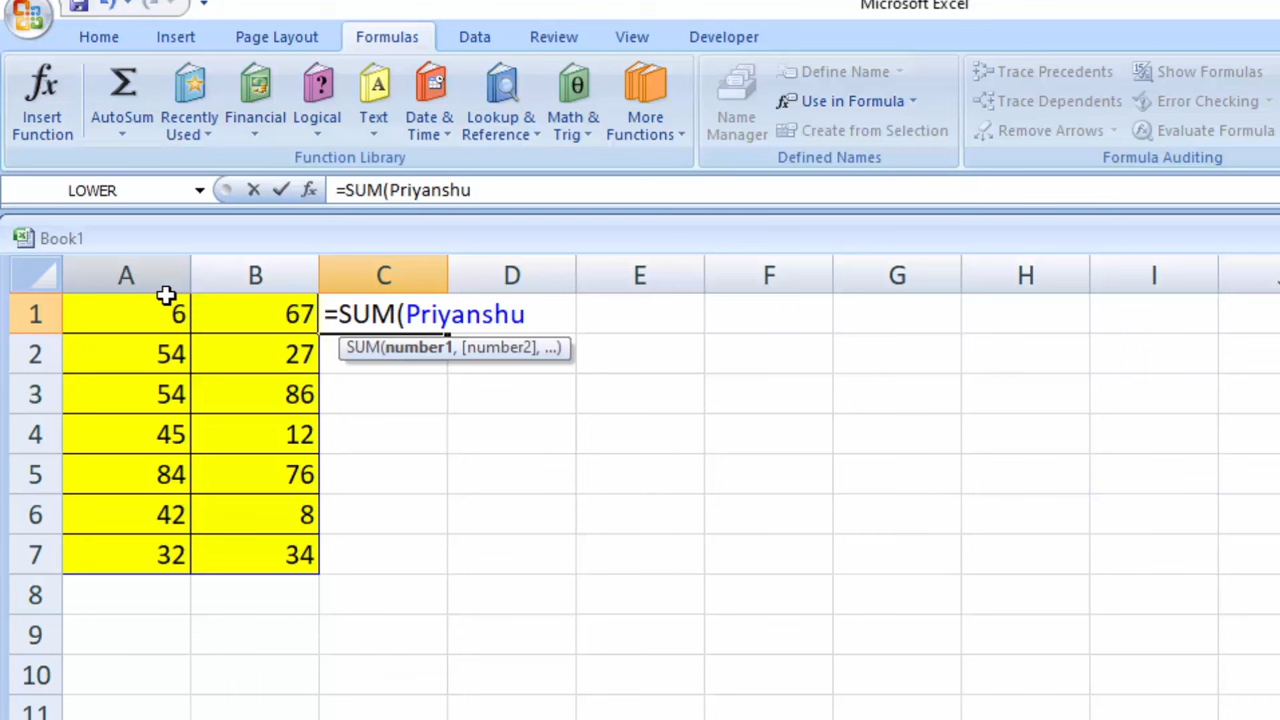 Microsoft Excel
Home Insert Page Layout Formulas Data Review View Developer
fx Insert Function
Σ AutoSum
Recently Used
Financial
? Logical
A Text
Date & Time
Lookup & Reference
θ Math & Trig
More Functions
Function Library
Name Manager
Define Name
fx Use in Formula
Create from Selection
Defined Names
Trace Precedents
Trace Dependents
Remove Arrows
Show Formulas
Error Checking
Evaluate Formula
Formula Auditing
LOWER fx =SUM(Priyanshu
Book1
A B C D E F G H I
1 6 67 =SUM(Priyanshu
SUM(number1, [number2], ...)
2 54 27
3 54 86
4 45 12
5 84 76
6 42 8
7 32 34
8
9
10
11